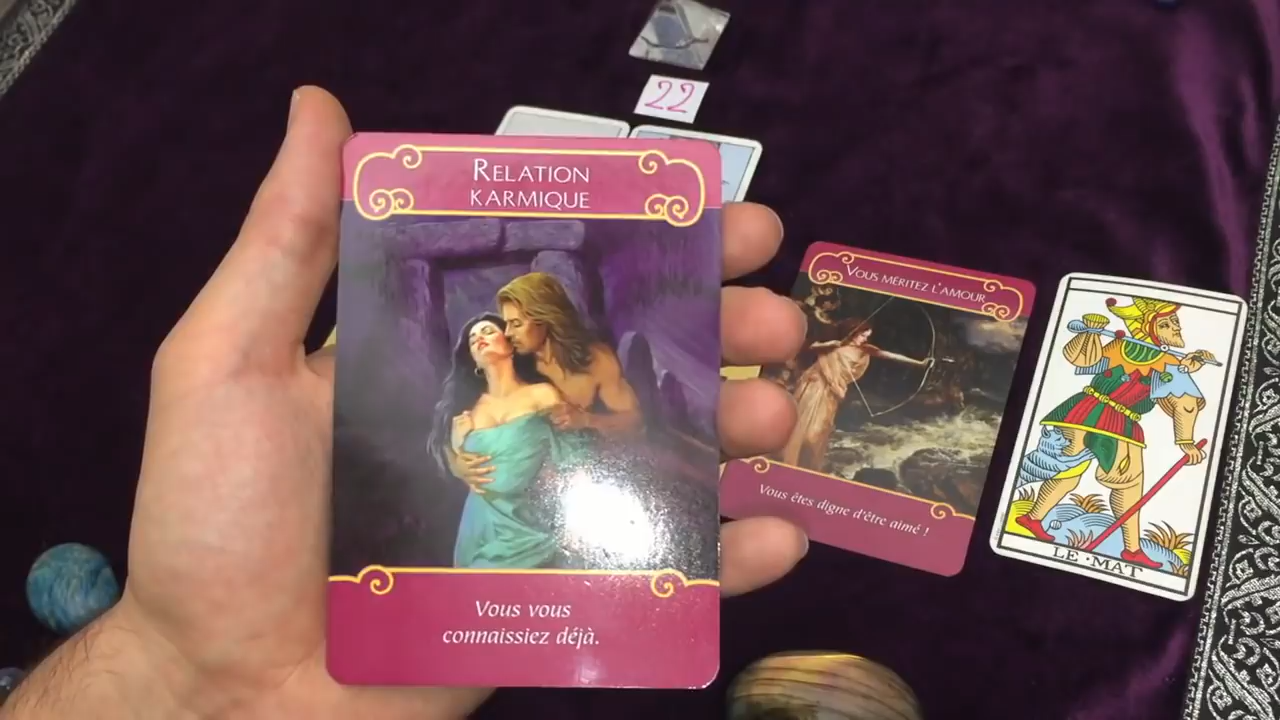 22
RELATION
KARMIQUE
Vous vous
connaissiez déjà.
VOUS MÉRITEZ L'AMOUR
Vous êtes digne d'être aimé !
LE·MAT